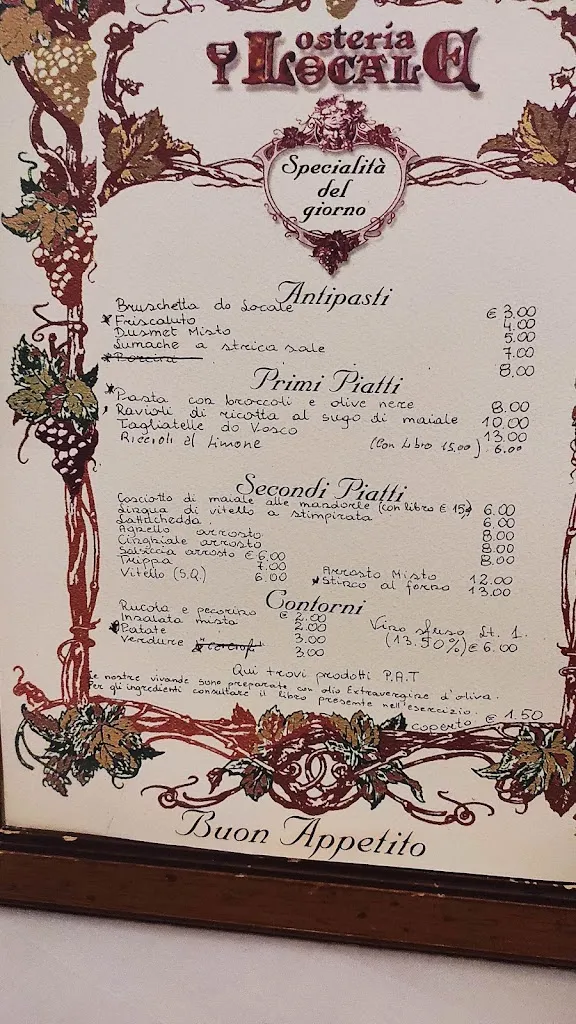 osteria
LOCALE
Specialità
del
giorno
Antipasti
Bruschetta do Locale € 3.00
*Friscaluto 4.00
Dusmet Misto 5.00
Lumache a strica sale 7.00
*Porcini 8.00
Primi Piatti
*Pasta con broccoli e olive nere 8.00
Ravioli di ricotta al sugo di maiale 10.00
Tagliatelle do Vosco 13.00
Riccioli al Limone (Con Libro 15.00) 6.00
Secondi Piatti
Cosciotto di maiale alle mandorle (con libro € 15) 6.00
Lingua di vitello a stimpirata 6.00
Lattuchedda 8.00
Agnello arrosto 8.00
Cinghiale arrosto 8.00
Salsiccia arrosto € 6.00
Trippa 7.00 Arrosto Misto 12.00
Vitello (S.Q.) 6.00 *Stinco al forno 13.00
Contorni
Rucola e pecorino € 2.00
Insalata mista 2.00 Vino sfuso Lt. 1.
*Patate 3.00 (13.50%) € 6.00
Verdure 3.00
Qui trovi prodotti P.A.T
Le nostre vivande sono preparate con olio Extravergine d'oliva.
Per gli ingredienti consultare il libro presente nell'esercizio.
coperto € 1.50
Buon Appetito